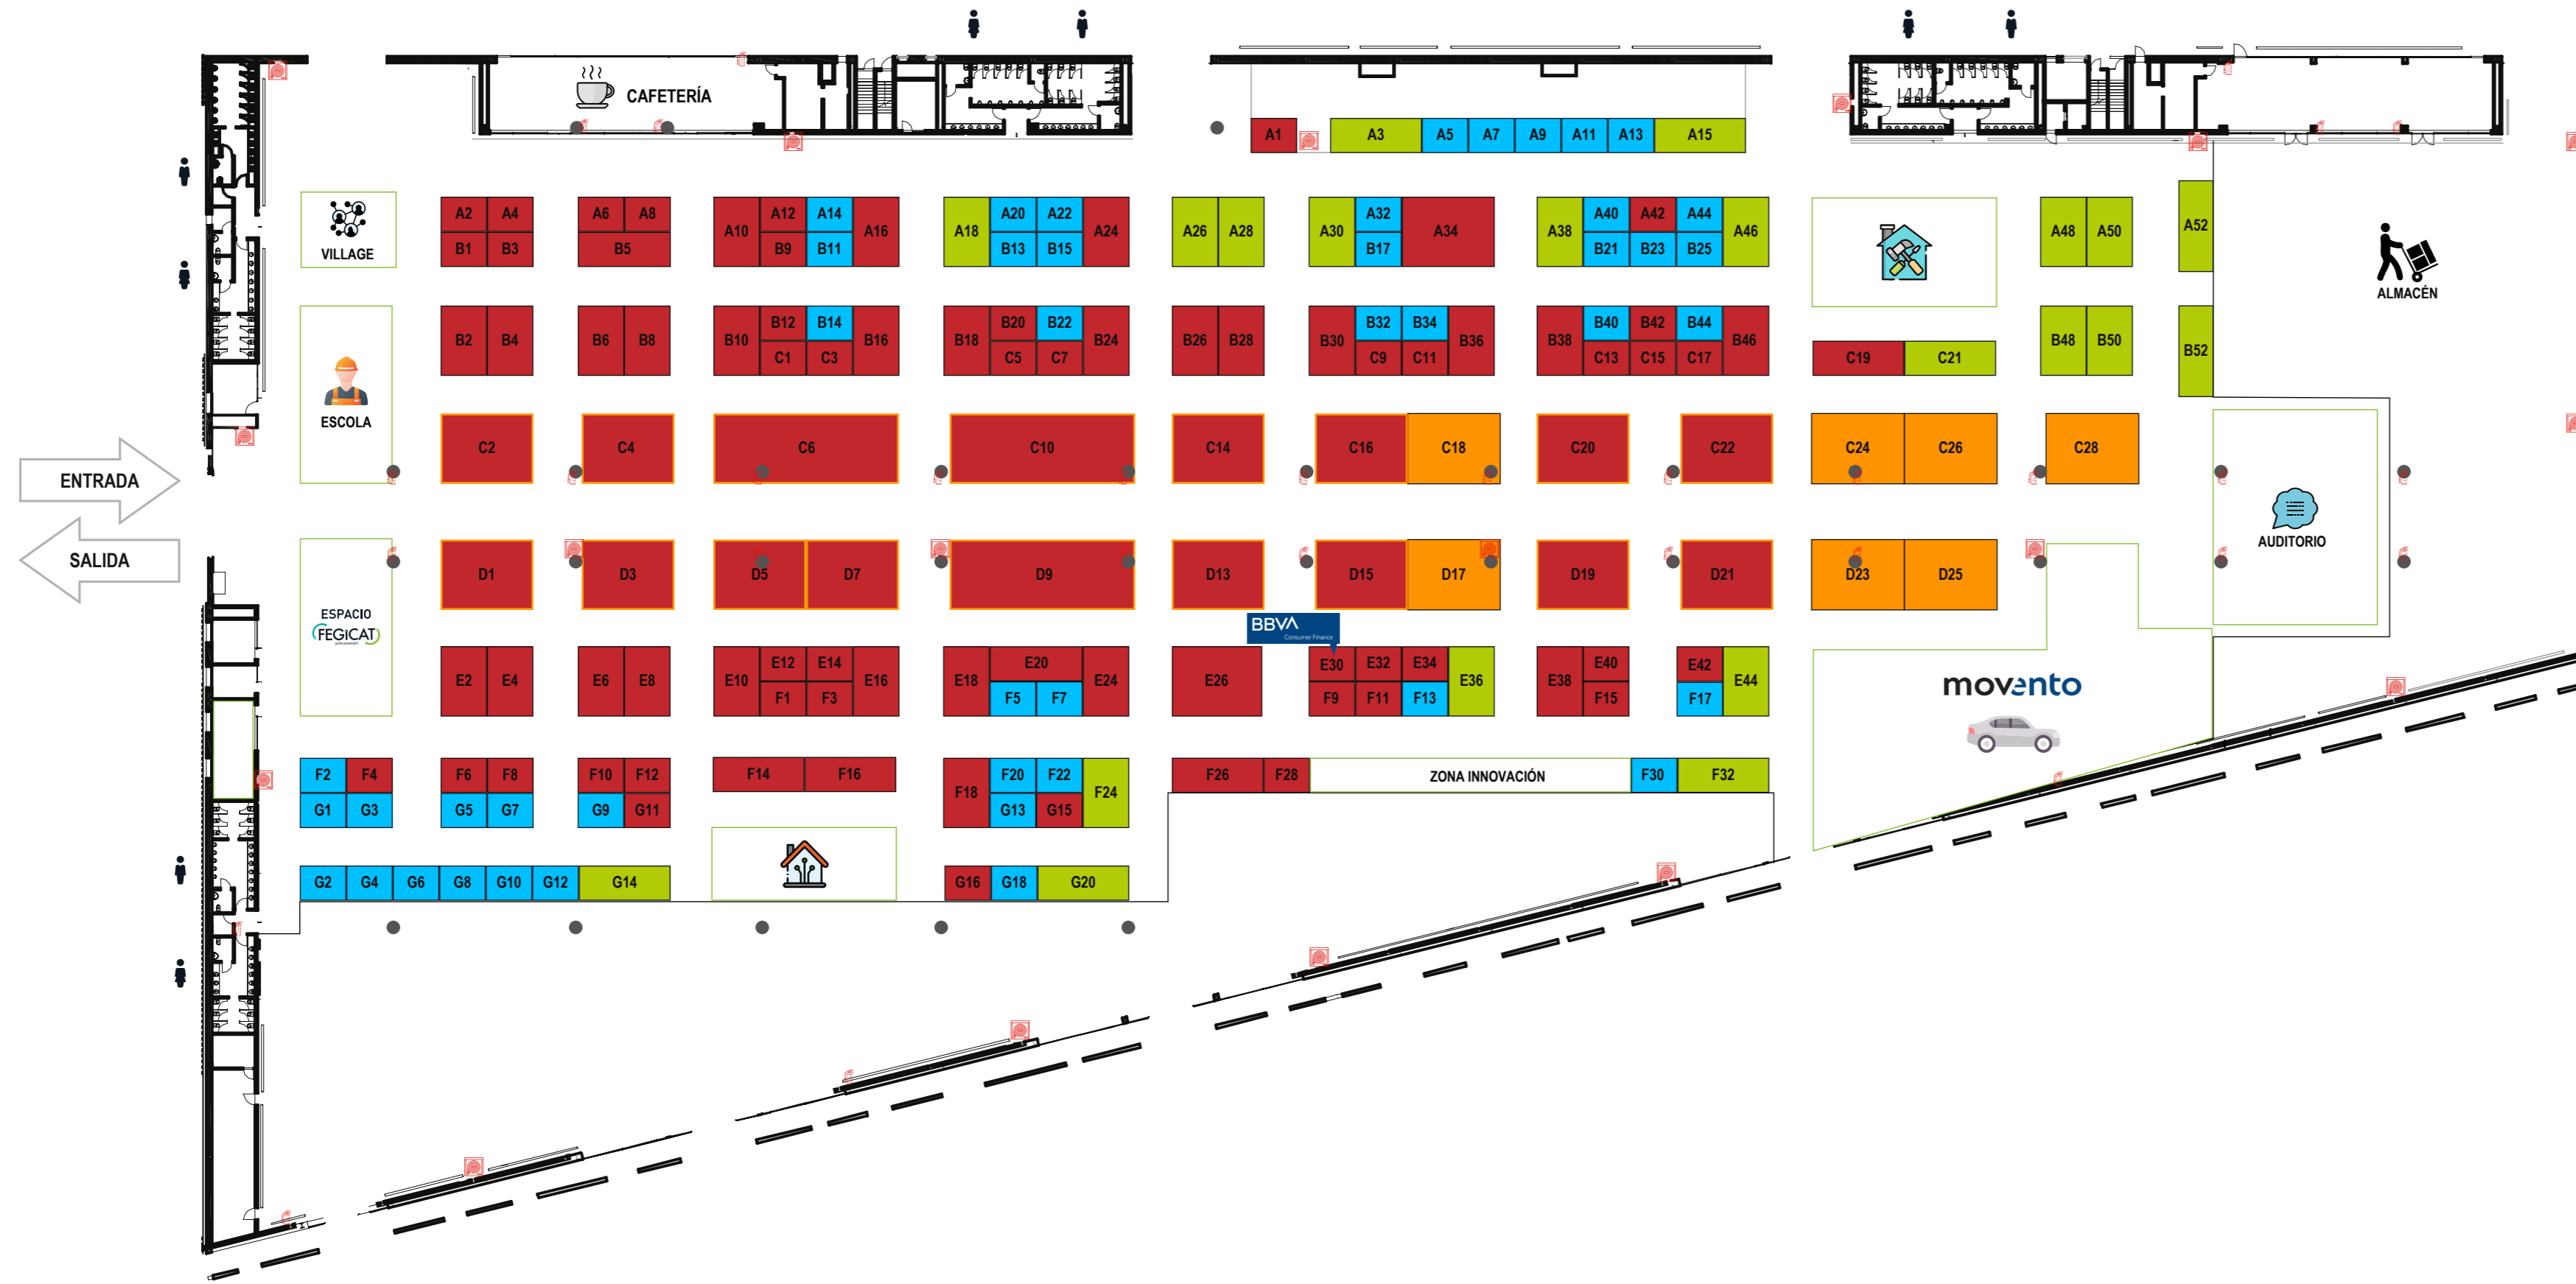 CAFETERÍA
A1 A3 A5 A7 A9 A11 A13 A15
VILLAGE
A2 A4 A6 A8 A10 A12 A14 A16 A18 A20 A22 A24 A26 A28 A30 A32 A34 A38 A40 A42 A44 A46 A48 A50 A52
B1 B3 B5 B9 B11 B13 B15 B17 B21 B23 B25
ALMACÉN
ESCOLA
B2 B4 B6 B8 B10 B12 B14 B16 B18 B20 B22 B24 B26 B28 B30 B32 B34 B36 B38 B40 B42 B44 B46 B48 B50 B52
C1 C3 C5 C7 C9 C11 C13 C15 C17 C19 C21
C2 C4 C6 C10 C14 C16 C18 C20 C22 C24 C26 C28
ENTRADA
SALIDA
AUDITORIO
D1 D3 D5 D7 D9 D13 D15 D17 D19 D21 D23 D25
ESPACIO
FEGiCAT
BBVA
Consumer Finance
E2 E4 E6 E8 E10 E12 E14 E16 E18 E20 E24 E26 E30 E32 E34 E36 E38 E40 E42 E44
F1 F3 F5 F7 F9 F11 F13 F15 F17
movento
F2 F4 F6 F8 F10 F12 F14 F16 F18 F20 F22 F24 F26 F28 ZONA INNOVACIÓN F30 F32
G1 G3 G5 G7 G9 G11 G13 G15
G2 G4 G6 G8 G10 G12 G14 G16 G18 G20